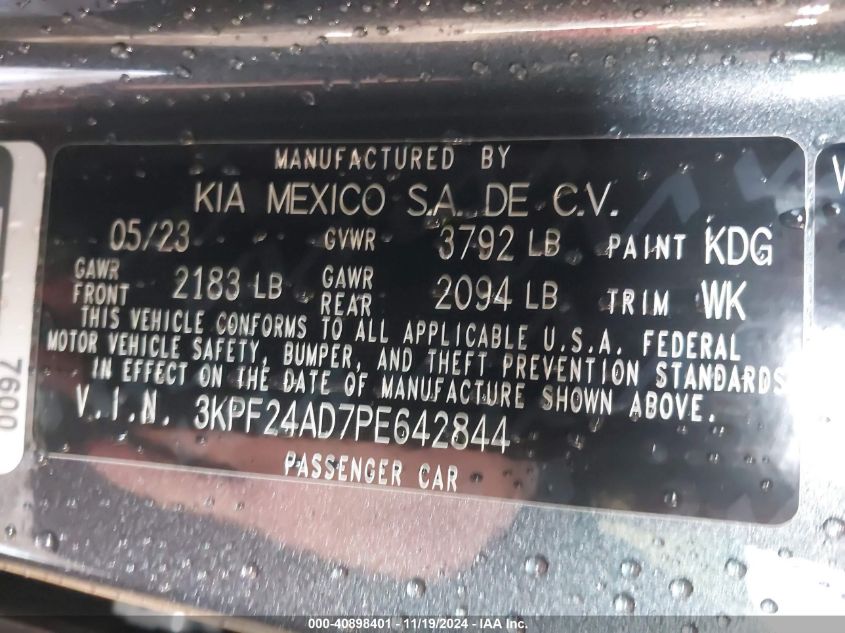 MANUFACTURED BY
KIA MEXICO S.A. DE C.V.
05/23 GVWR 3792 LB PAINT KDG
GAWR FRONT 2183 LB GAWR REAR 2094 LB TRIM WK
THIS VEHICLE CONFORMS TO ALL APPLICABLE U.S.A. FEDERAL
MOTOR VEHICLE SAFETY, BUMPER, AND THEFT PREVENTION STANDARDS
IN EFFECT ON THE DATE OF MANUFACTURE SHOWN ABOVE.
V.I.N. 3KPF24AD7PE642844
PASSENGER CAR
7600
V
000-40898401 - 11/19/2024 - © IAA, Inc.